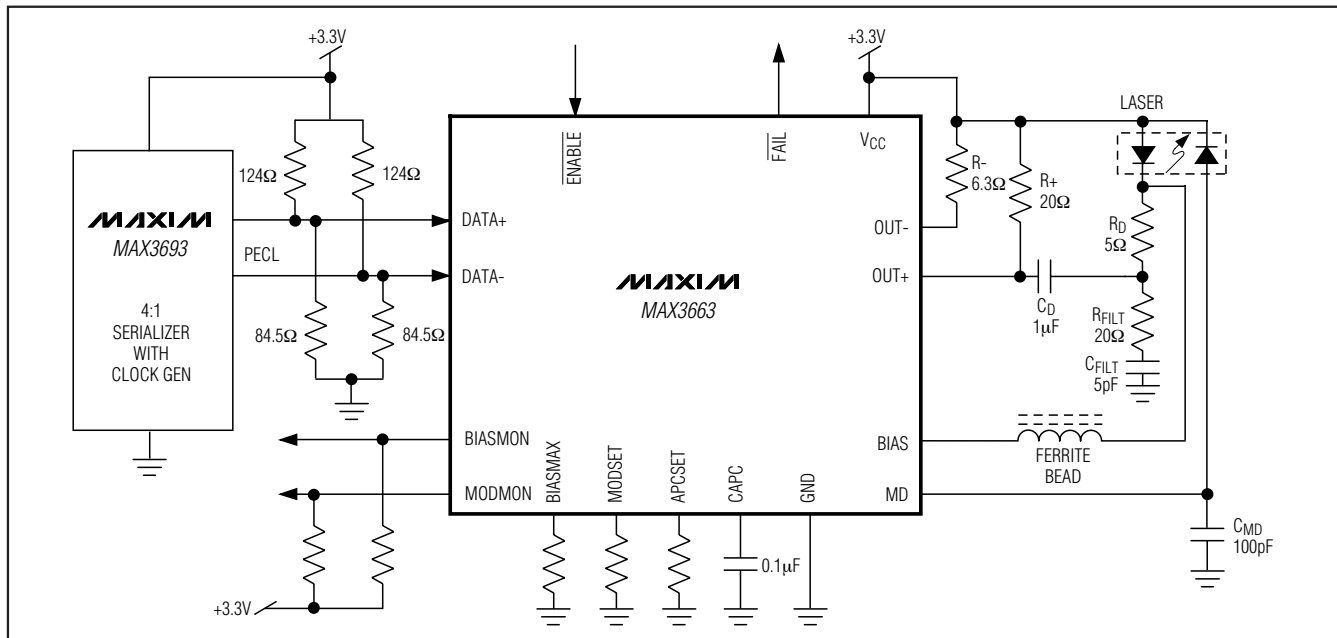 +3.3V
+3.3V
LASER
ENABLE
FAIL
VCC
R-
6.3Ω
R+
20Ω
124Ω
124Ω
MAXIM
MAX3693
DATA+
OUT-
RD
5Ω
PECL
DATA-
OUT+
MAXIM
MAX3663
CD
1μF
4:1
SERIALIZER
WITH
CLOCK GEN
84.5Ω
84.5Ω
RFILT
20Ω
CFILT
5pF
BIASMON
BIAS
FERRITE
BEAD
MODMON
BIASMAX
MODSET
APCSET
CAPC
GND
MD
CMD
100pF
0.1μF
+3.3V